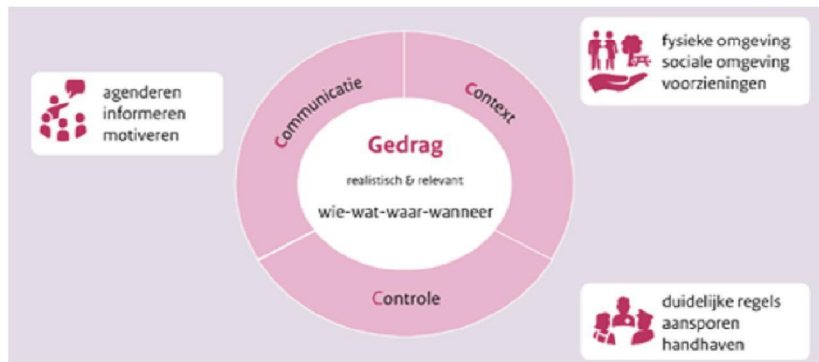 agenderen
informeren
motiveren
Communicatie
Context
fysieke omgeving
sociale omgeving
voorzieningen
Gedrag
realistisch & relevant
wie-wat-waar-wanneer
Controle
duidelijke regels
aansporen
handhaven